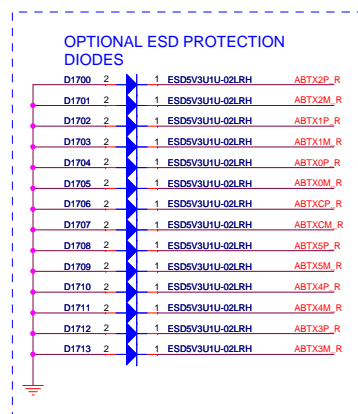 OPTIONAL ESD PROTECTION
DIODES
D1700 2 1 ESD5V3U1U-02LRH ABTX2P_R
D1701 2 1 ESD5V3U1U-02LRH ABTX2M_R
D1702 2 1 ESD5V3U1U-02LRH ABTX1P_R
D1703 2 1 ESD5V3U1U-02LRH ABTX1M_R
D1704 2 1 ESD5V3U1U-02LRH ABTX0P_R
D1705 2 1 ESD5V3U1U-02LRH ABTX0M_R
D1706 2 1 ESD5V3U1U-02LRH ABTXCP_R
D1707 2 1 ESD5V3U1U-02LRH ABTXCM_R
D1708 2 1 ESD5V3U1U-02LRH ABTX5P_R
D1709 2 1 ESD5V3U1U-02LRH ABTX5M_R
D1710 2 1 ESD5V3U1U-02LRH ABTX4P_R
D1711 2 1 ESD5V3U1U-02LRH ABTX4M_R
D1712 2 1 ESD5V3U1U-02LRH ABTX3P_R
D1713 2 1 ESD5V3U1U-02LRH ABTX3M_R